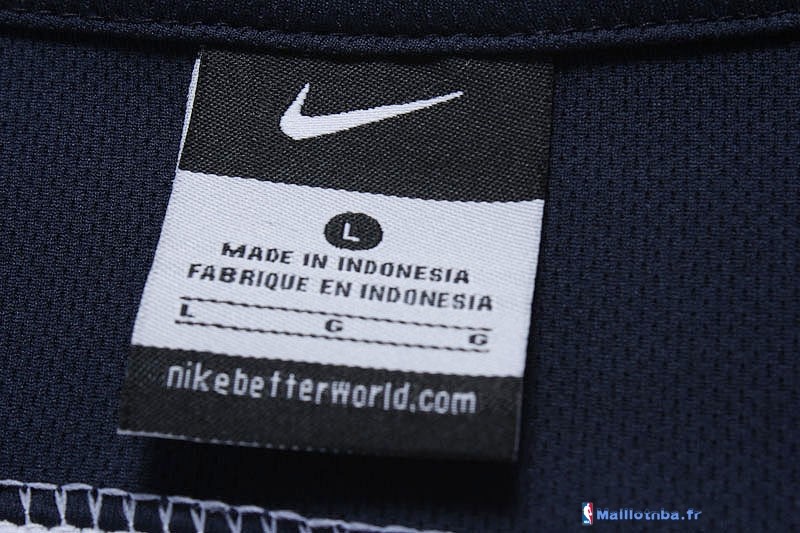 L
MADE IN INDONESIA
FABRIQUE EN INDONESIA
L G G
nikebetterworld.com
Maillotnba.fr